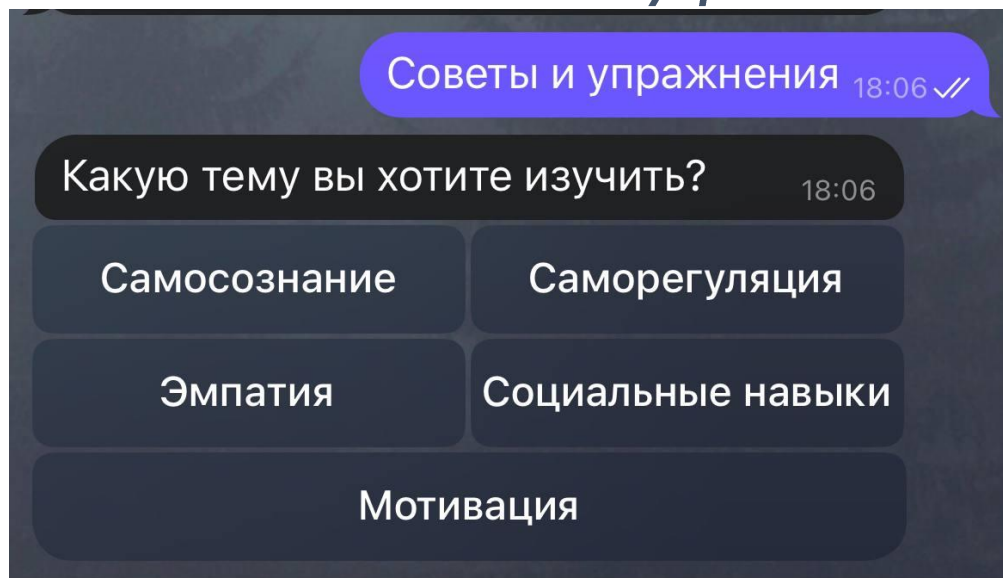 Советы и упражнения 18:06
Какую тему вы хотите изучить? 18:06
Самосознание Саморегуляция
Эмпатия Социальные навыки
Мотивация